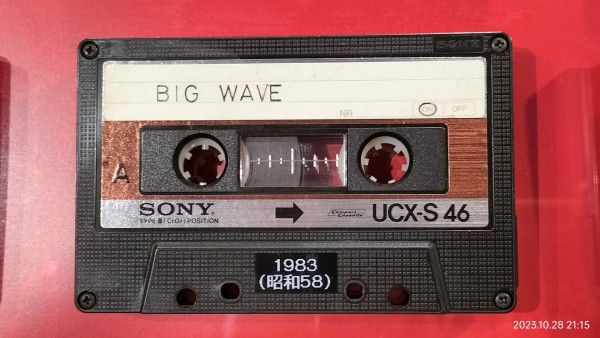 SONY
BIG WAVE
NR ON OFF
A
SONY
TYPE II (CrO₂) POSITION
Compact Cassette
UCX-S 46
1983
(昭和58)
2023.10.28 21:15